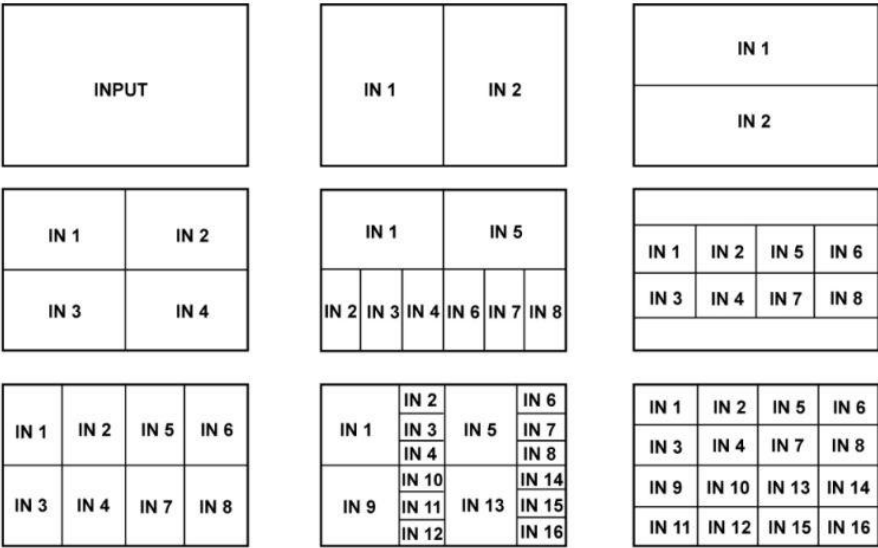 INPUT
IN 1 IN 2
IN 1
IN 2
IN 1 IN 2
IN 3 IN 4
IN 1 IN 5
IN 2 IN 3 IN 4 IN 6 IN 7 IN 8
IN 1 IN 2 IN 5 IN 6
IN 3 IN 4 IN 7 IN 8
IN 1 IN 2 IN 5 IN 6
IN 3 IN 4 IN 7 IN 8
IN 1
IN 2
IN 3
IN 4
IN 5
IN 6
IN 7
IN 8
IN 9
IN 10
IN 11
IN 12
IN 13
IN 14
IN 15
IN 16
IN 1 IN 2 IN 5 IN 6
IN 3 IN 4 IN 7 IN 8
IN 9 IN 10 IN 13 IN 14
IN 11 IN 12 IN 15 IN 16